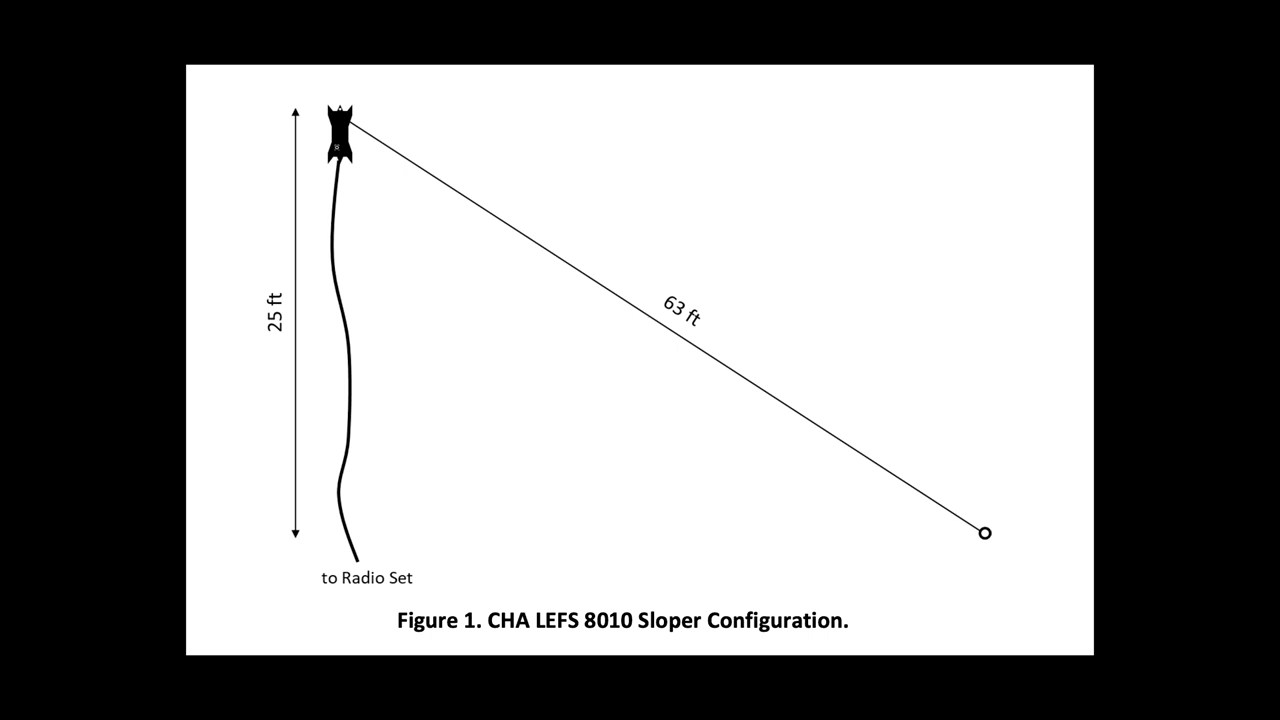 25 ft
63 ft
to Radio Set
Figure 1. CHA LEFS 8010 Sloper Configuration.